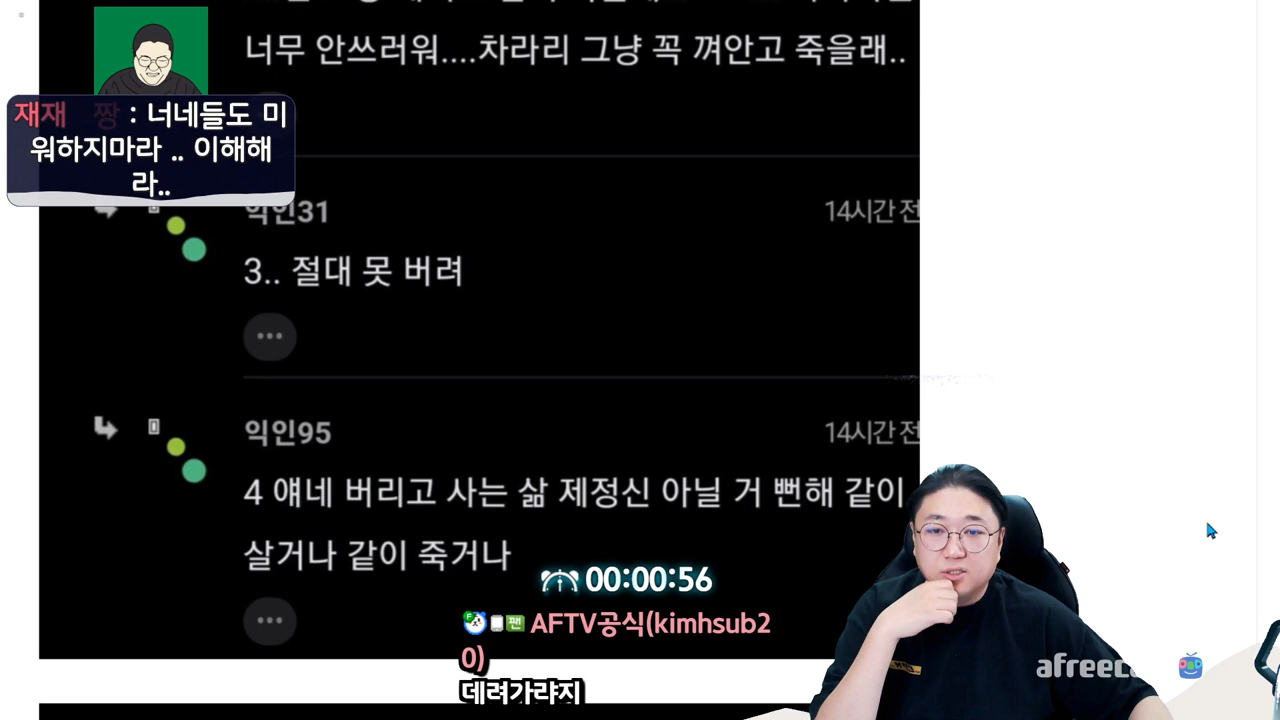 너무 안쓰러워....차라리 그냥 꼭 껴안고 죽을래..
재재 짱 : 너네들도 미
워하지마라 .. 이해해
라..
익인31 14시간 전
3.. 절대 못 버려
익인95 14시간 전
4 얘네 버리고 사는 삶 제정신 아닐 거 뻔해 같이
살거나 같이 죽거나
00:00:56
팬 AFTV공식(kimhsub2
0)
데려가랴지
afreeca